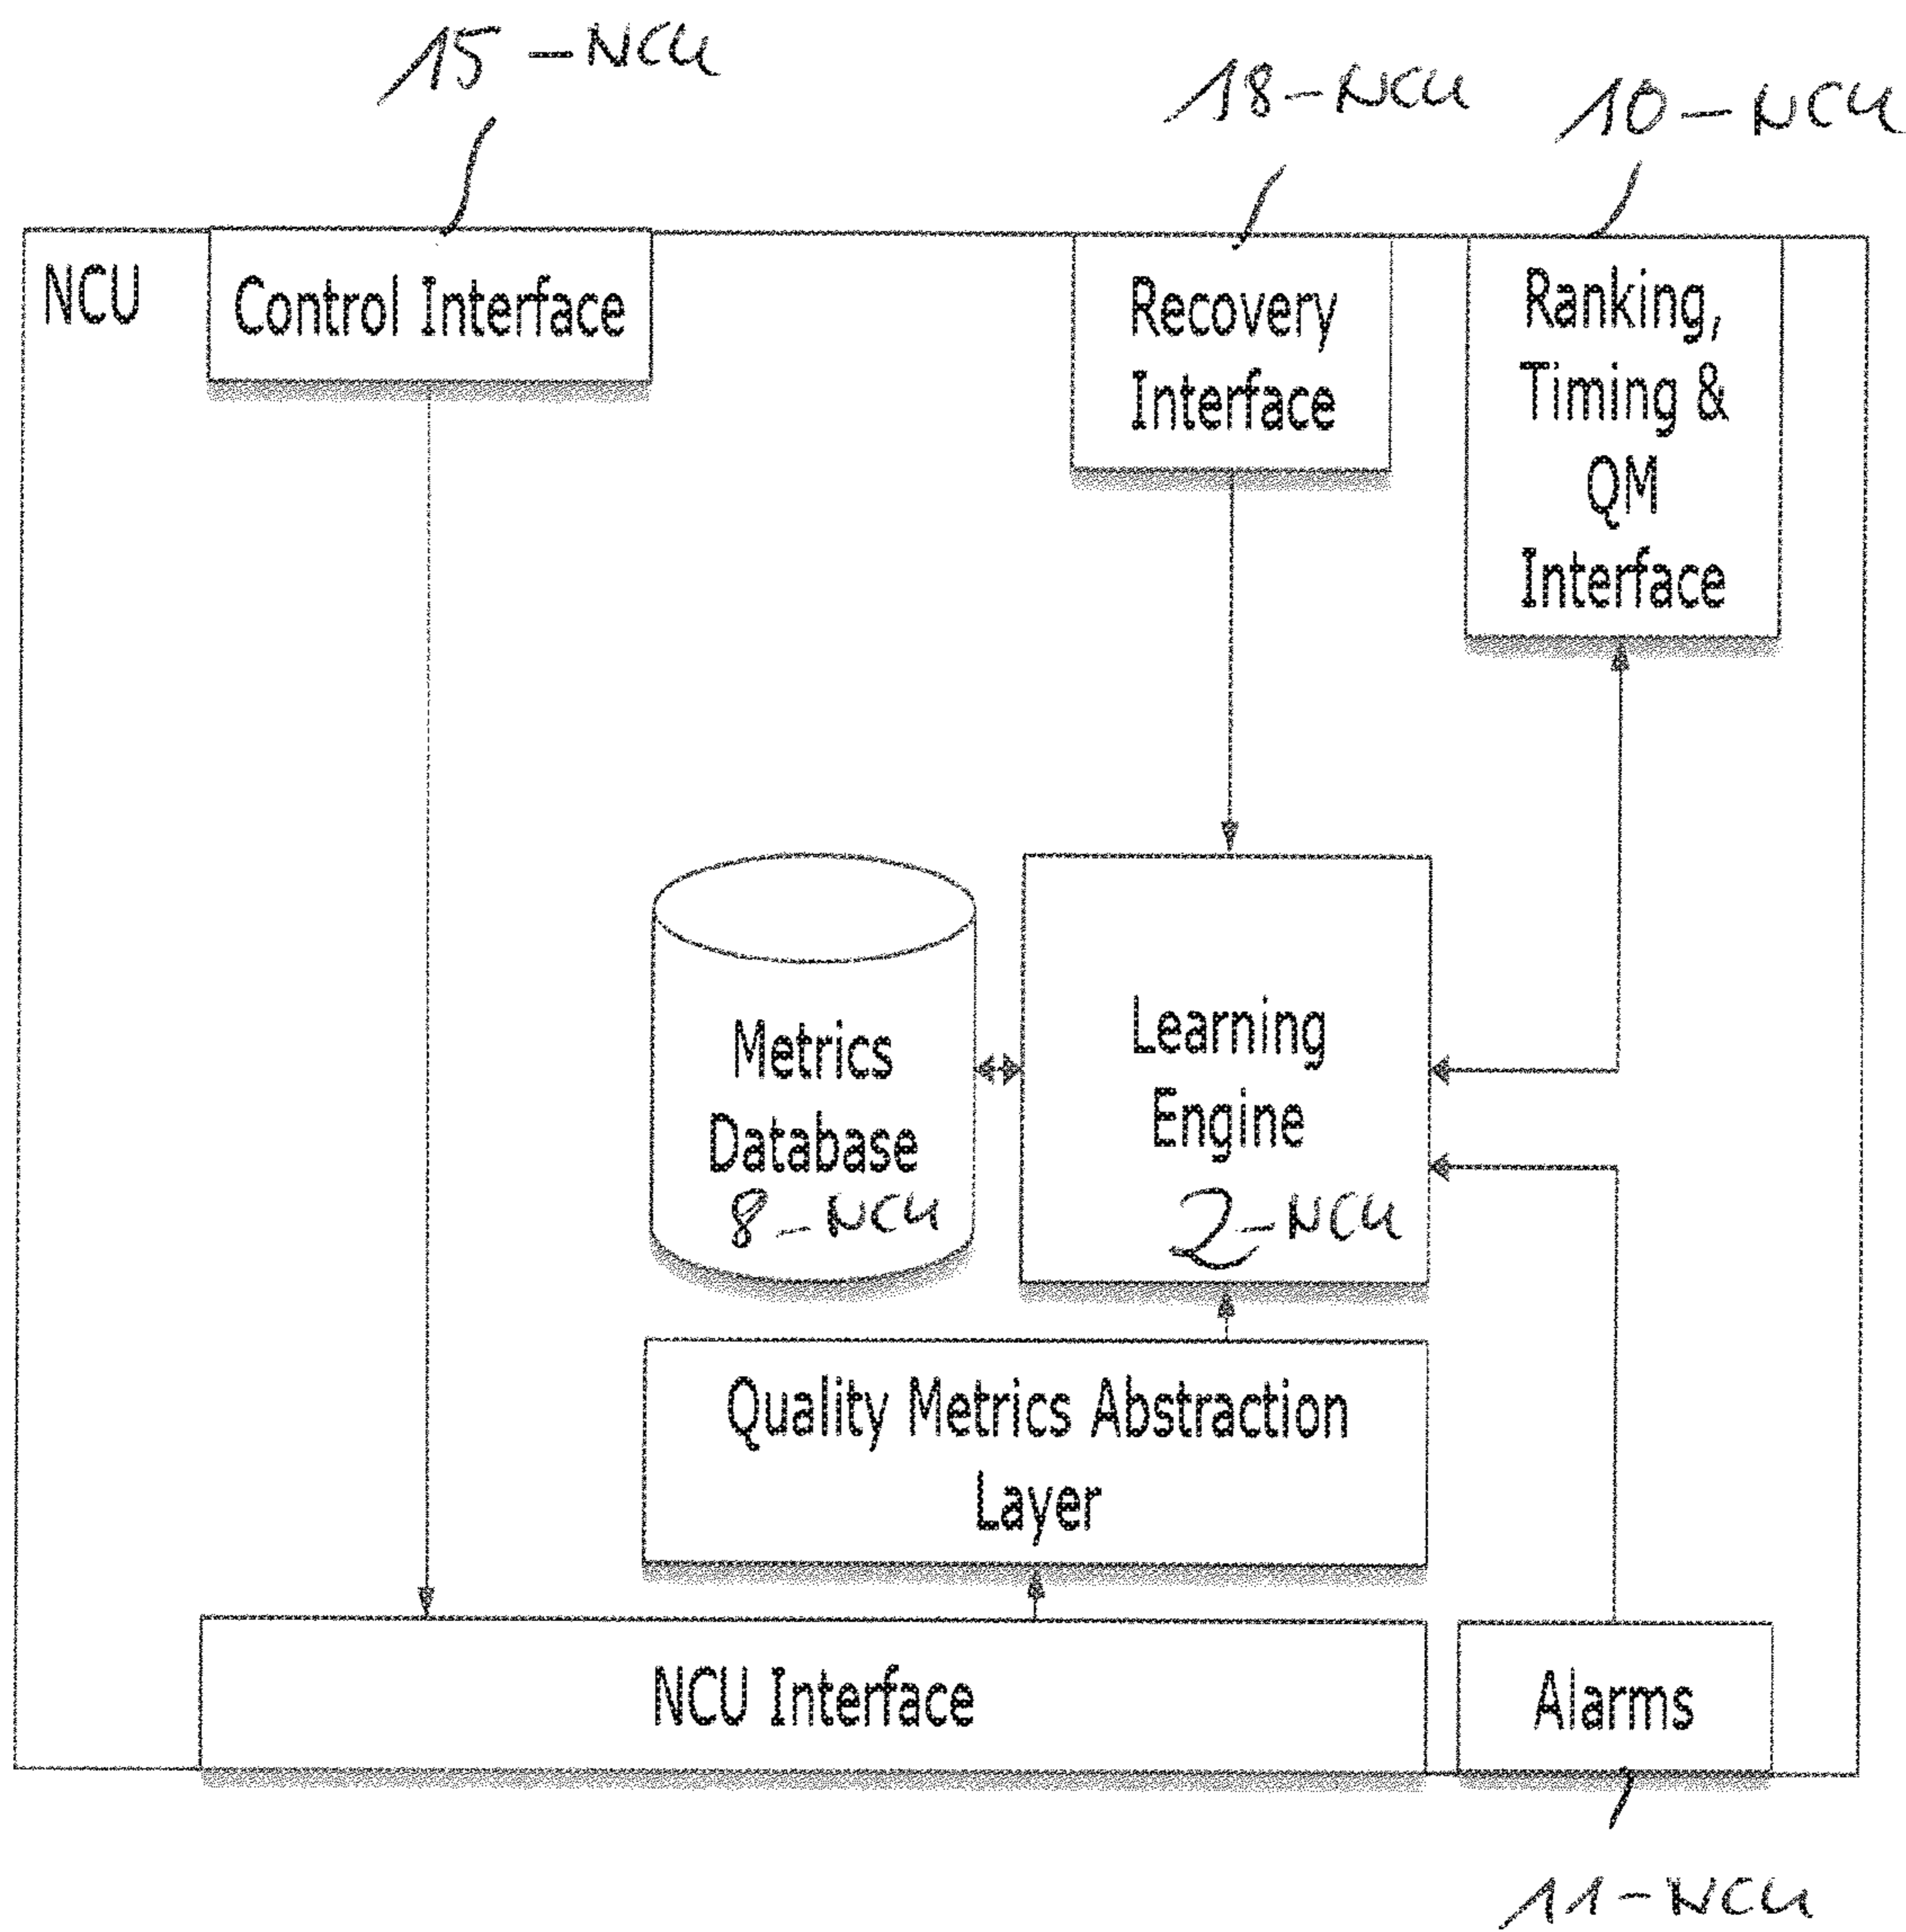 15-NCU
18-NCU
10-NCU
NCU
Control Interface
Recovery
Interface
Ranking,
Timing &
QM
Interface
Metrics
Database
8-NCU
Learning
Engine
2-NCU
Quality Metrics Abstraction
Layer
NCU Interface
Alarms
11-NCU